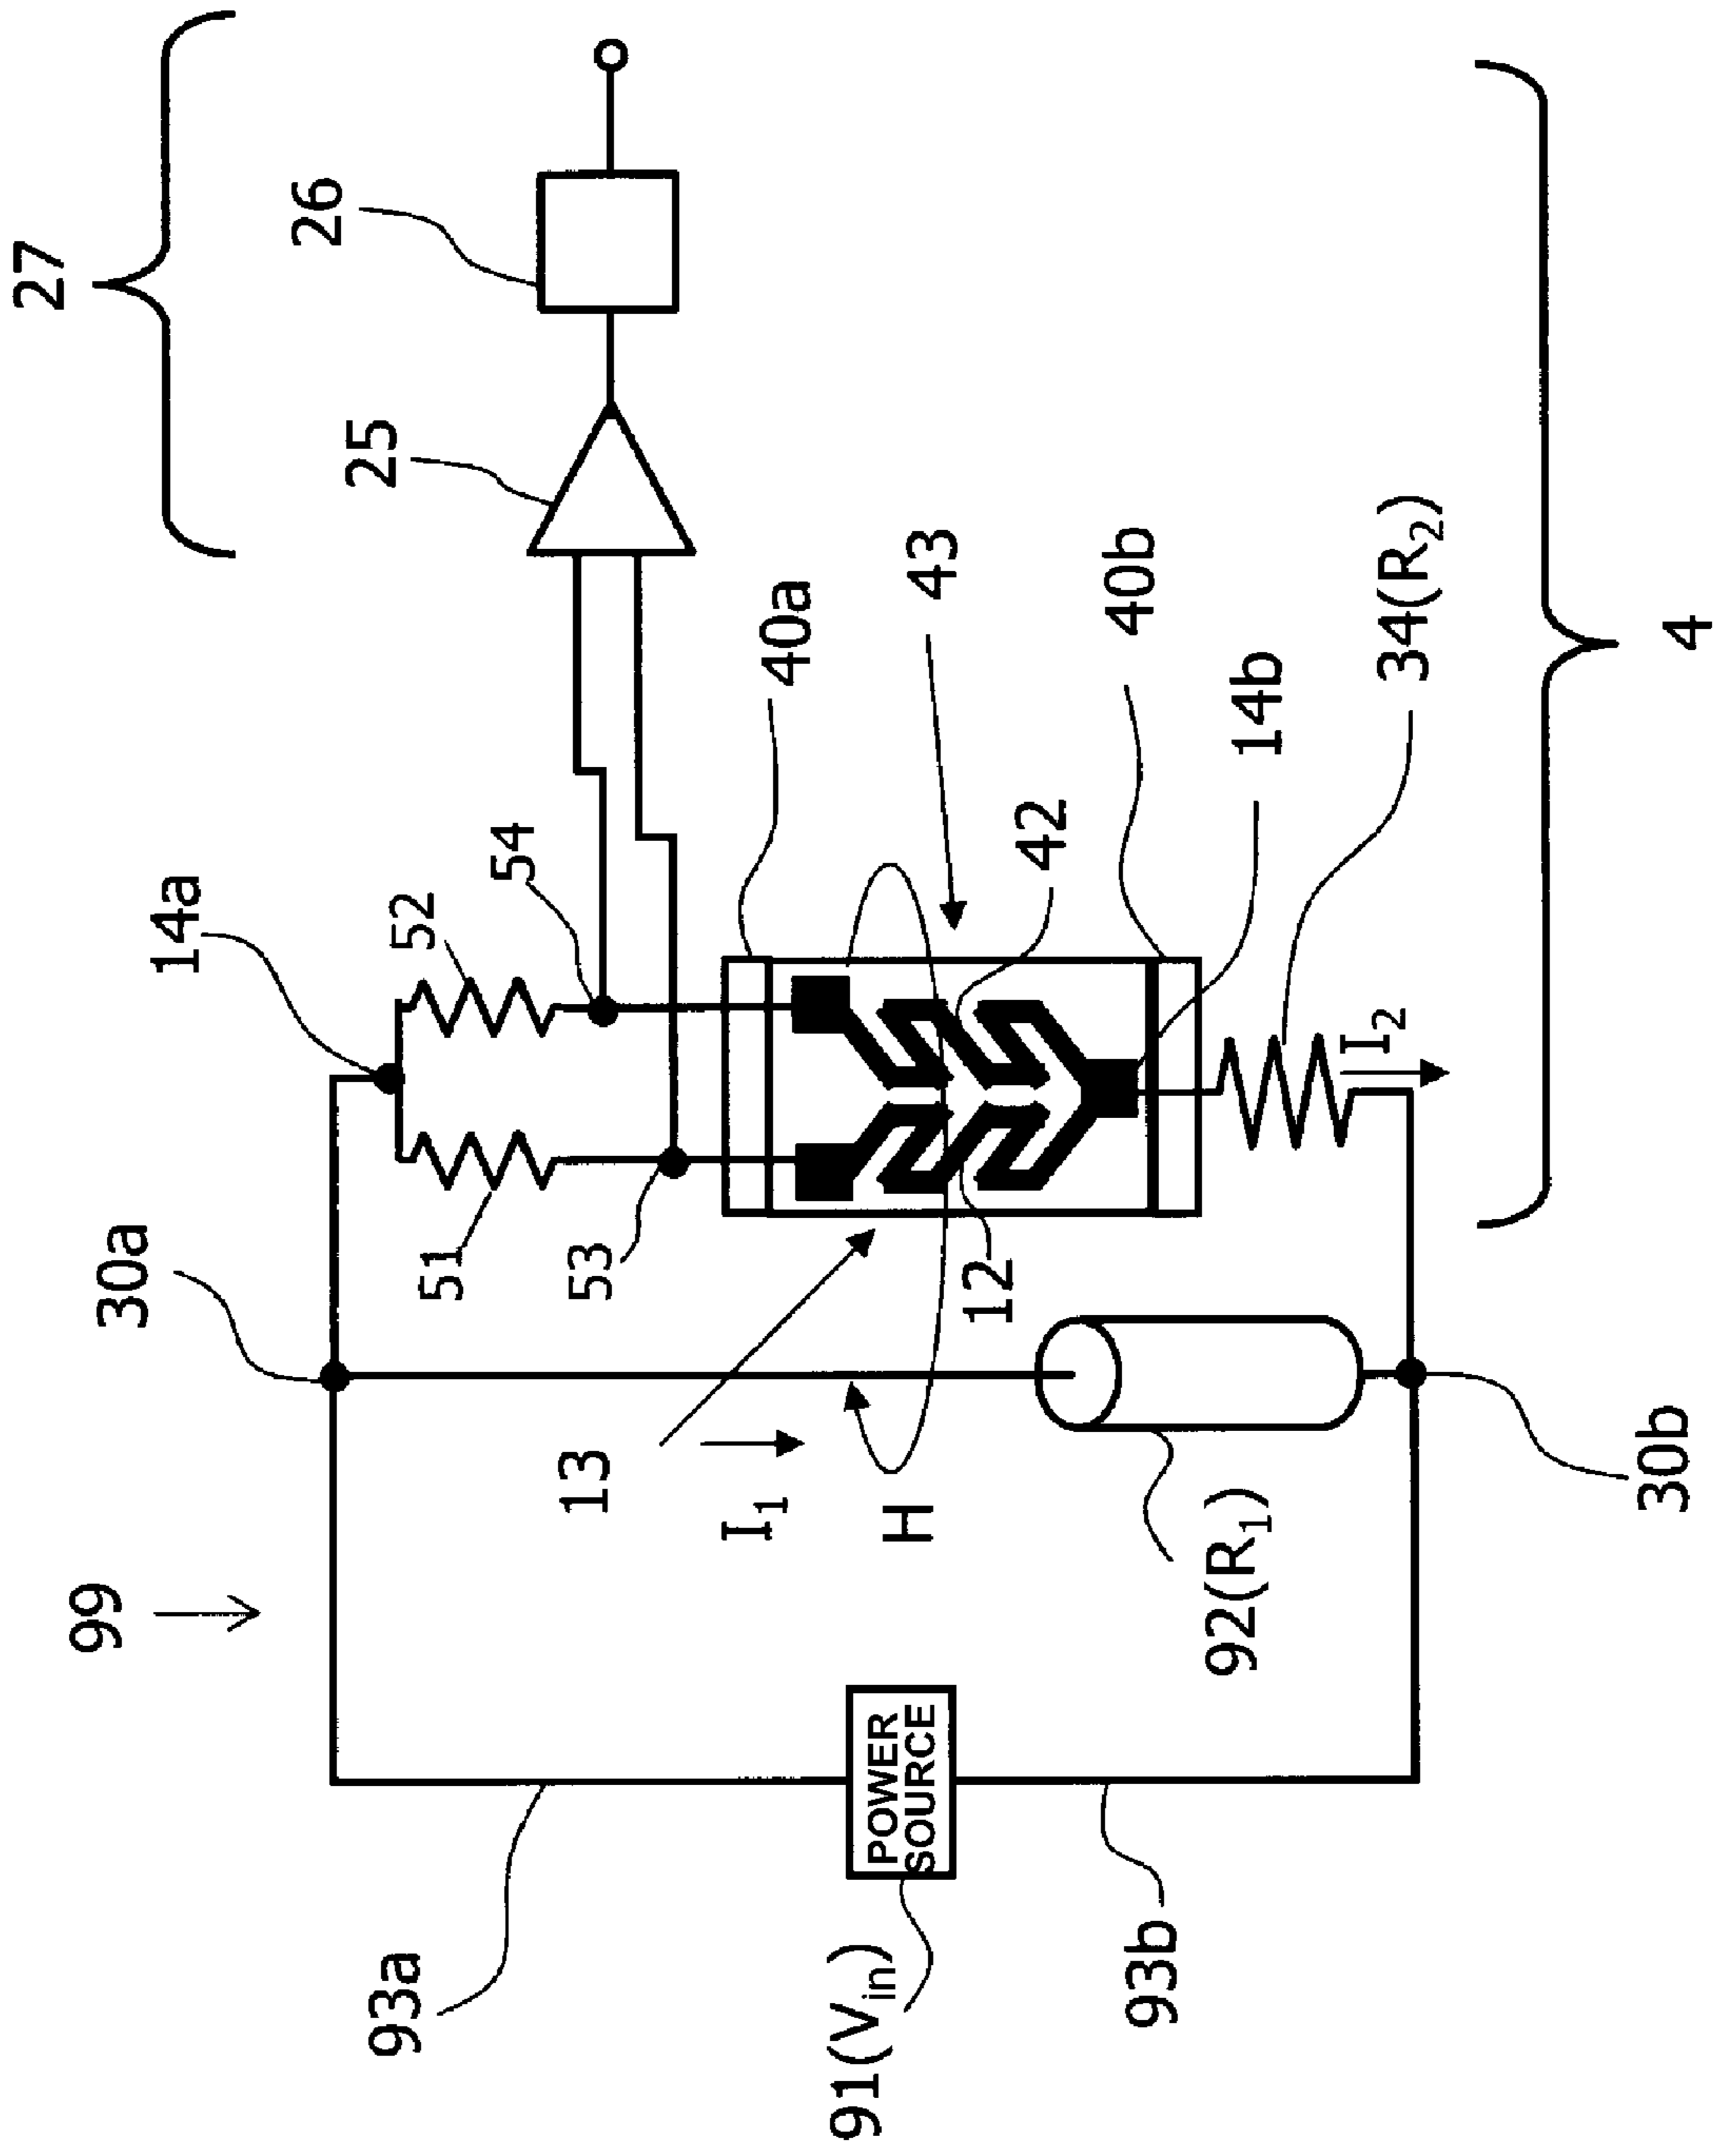 27
26
25
14a
52
54
40a
43
40b
14b
34(R2)
4
42
I2
30a
51
53
12
13
I1
H
99
92(R1)
30b
POWER
SOURCE
93a
91(Vin)
93b